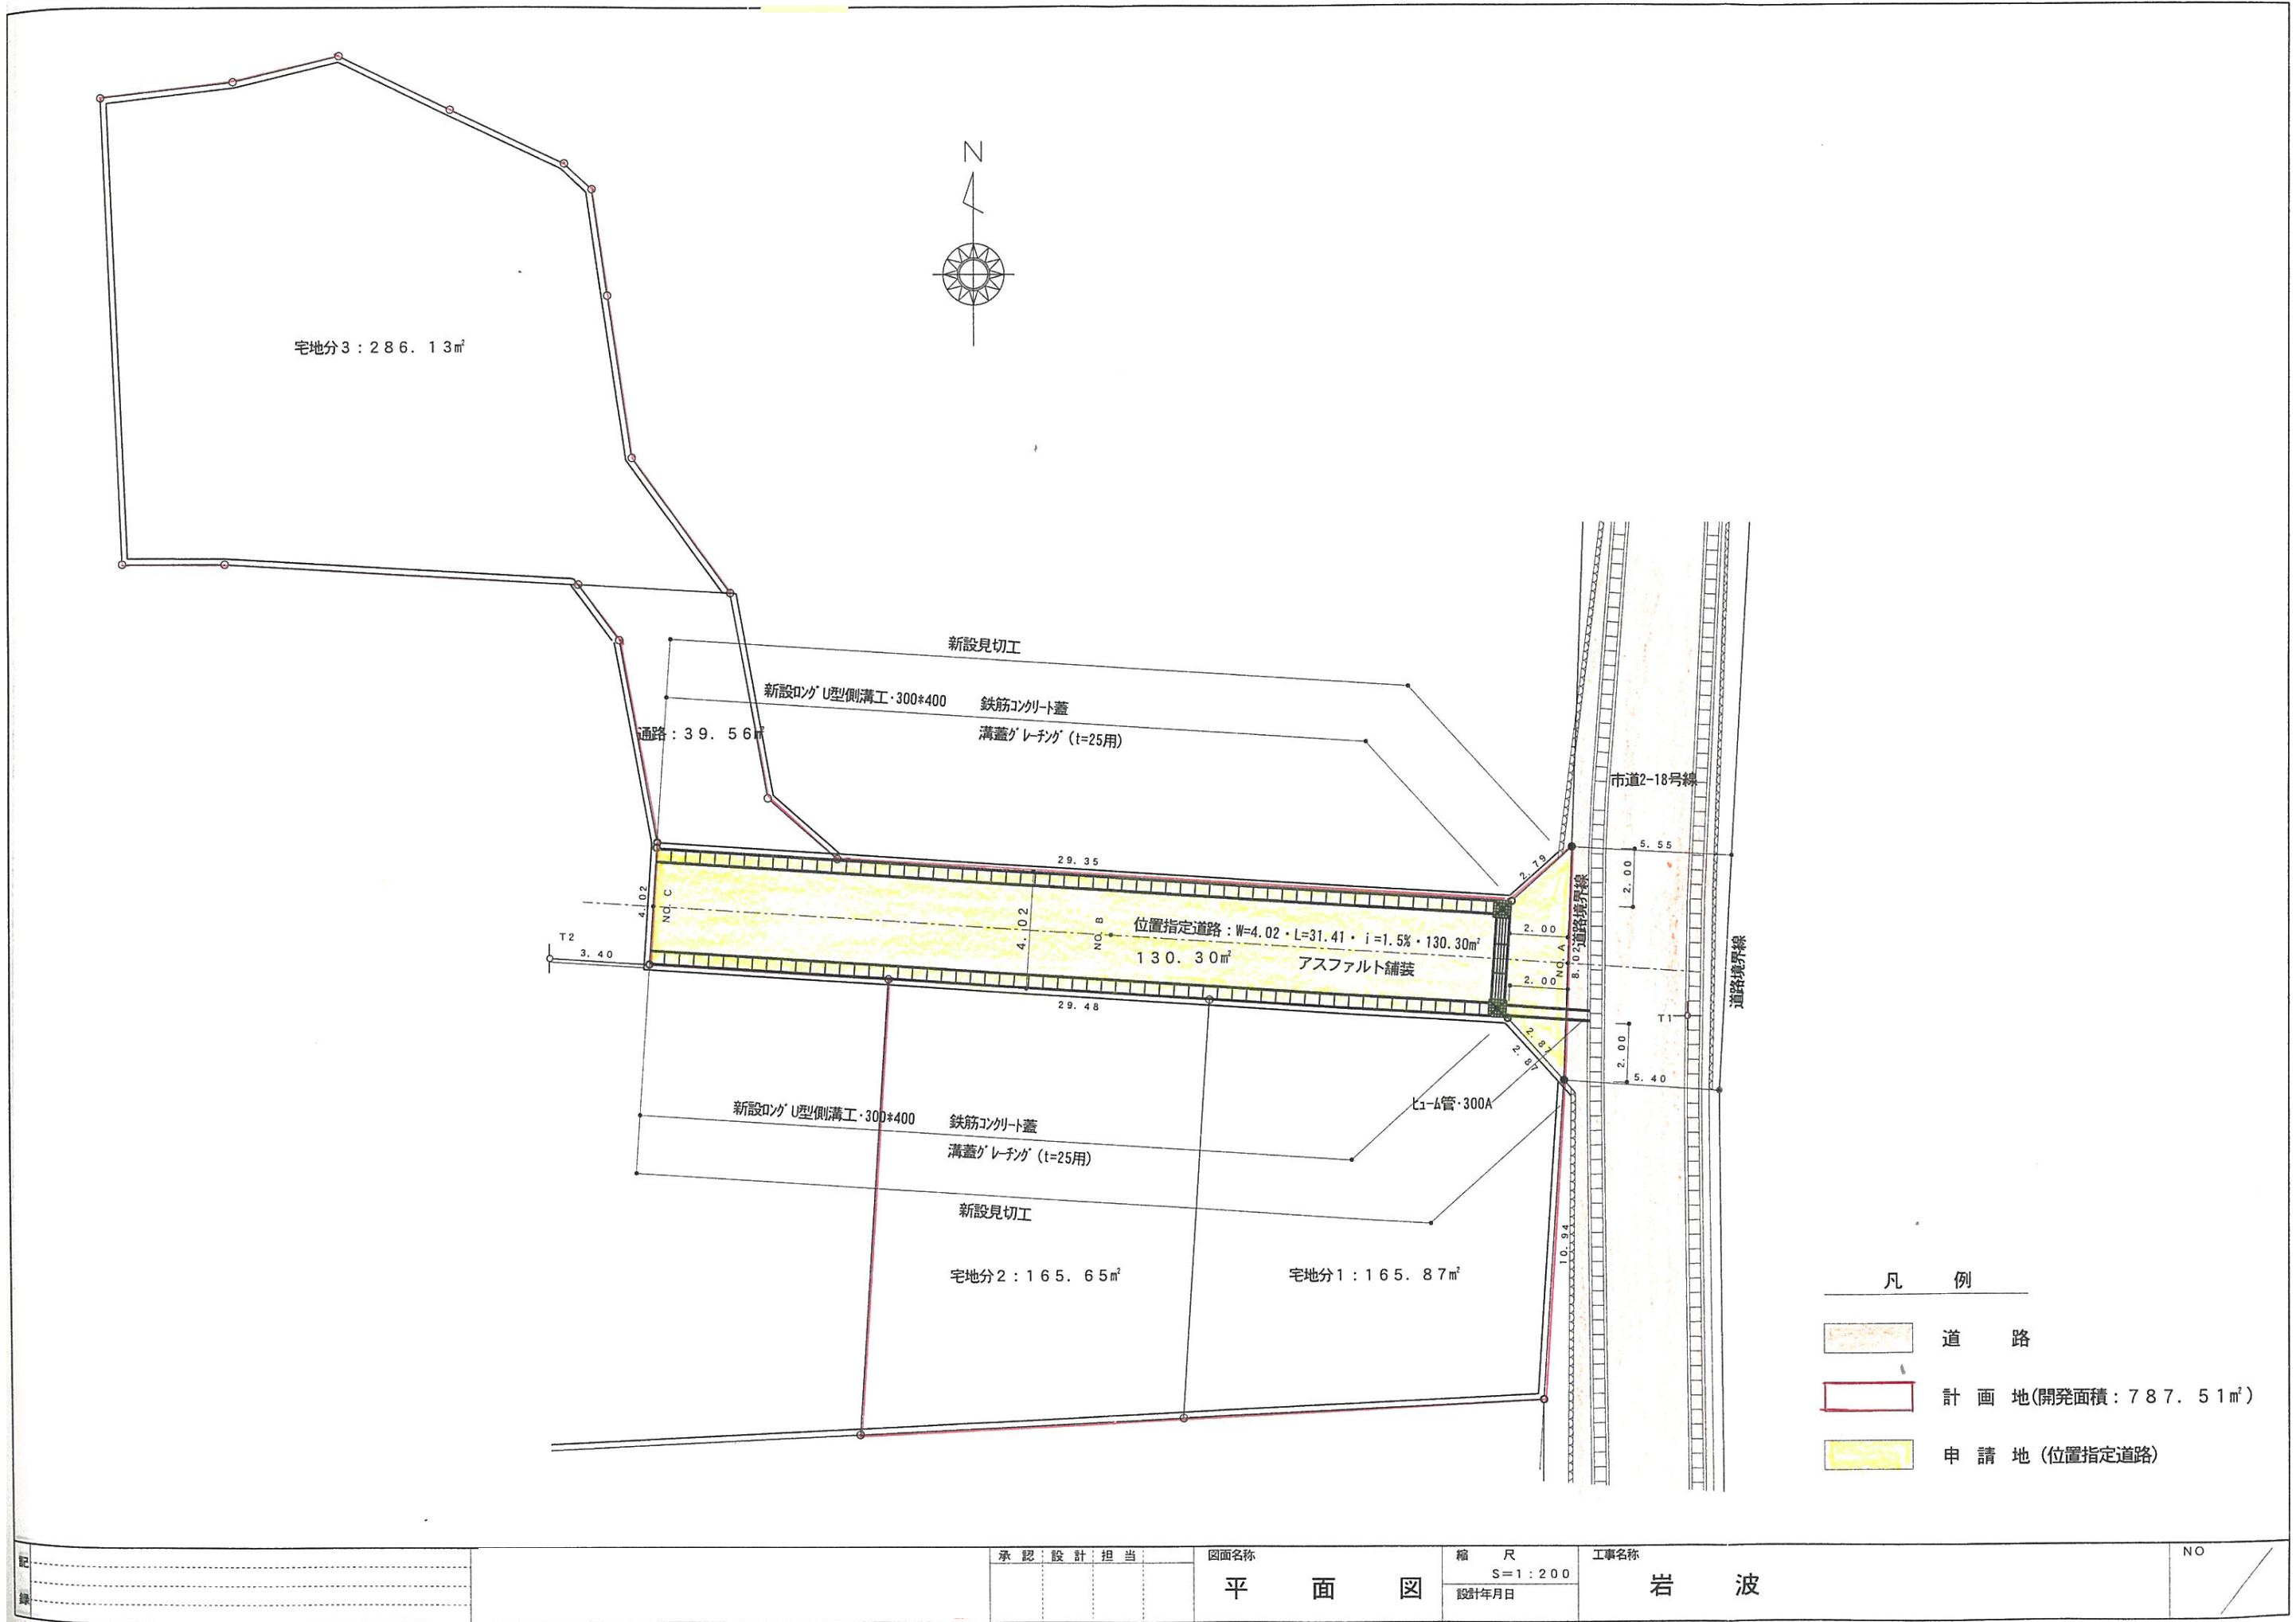 N
宅地分3:286.13㎡
新設見切工
新設ロングU型側溝工・300*400 鉄筋コンクリート蓋
溝蓋グレーチング(t=25用)
通路:39.56㎡
市道2-18号線
5.55
2.00
2.79
29.35
道路境界線
4.02
NO.C
4.02
NO.B
位置指定道路:W=4.02・L=31.41・i=1.5%・130.30㎡
130.30㎡
アスファルト舗装
2.00
NO.A
8.02
道路境界線
2.00
T2
3.40
29.48
T1
2.00
2.87
2.87
5.40
ヒューム管・300A
新設ロングU型側溝工・300*400 鉄筋コンクリート蓋
溝蓋グレーチング(t=25用)
新設見切工
10.94
宅地分2:165.65㎡
宅地分1:165.87㎡
凡 例
道 路
計 画 地(開発面積:787.51㎡)
申 請 地(位置指定道路)
記録
承認 設計 担当
図面名称
平 面 図
縮 尺
S=1:200
設計年月日
工事名称
岩 波
NO